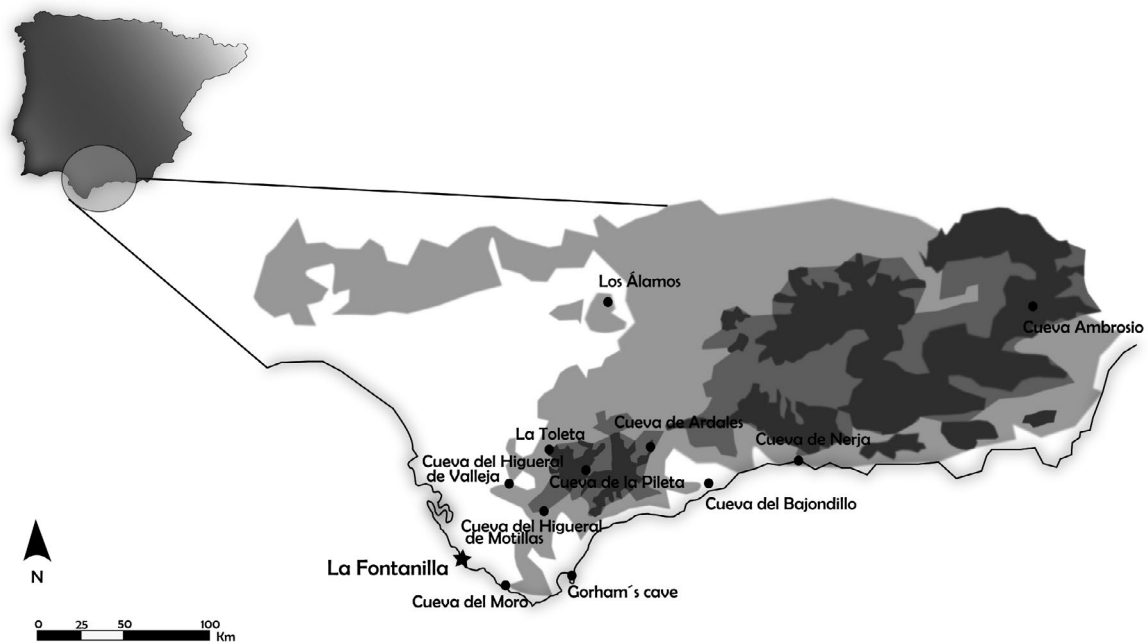 Los Álamos
Cueva Ambrosio
Cueva de Ardales
La Toleta
Cueva de Nerja
Cueva del Higueral
de Valleja
Cueva de la Pileta
Cueva del Bajondillo
Cueva del Higueral
de Motillas
La Fontanilla
Gorham´s cave
Cueva del Moro
N
0 25 50 100
Km